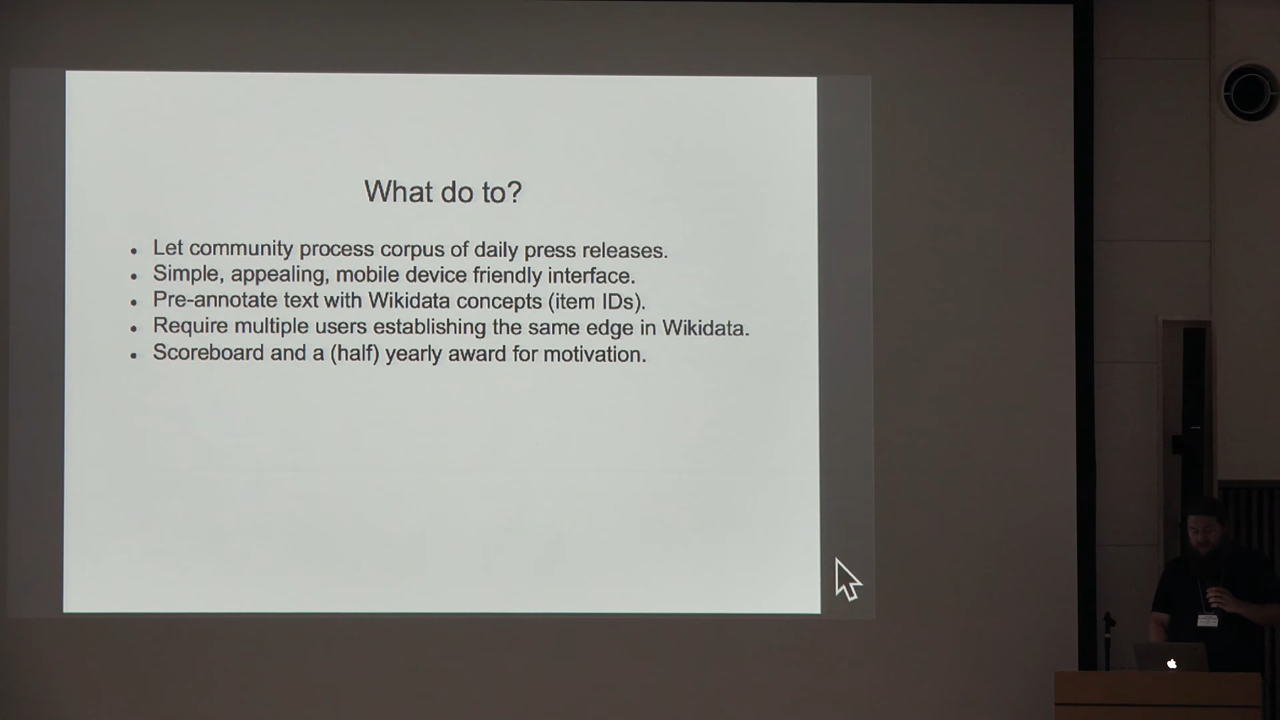 What do to?
• Let community process corpus of daily press releases.
• Simple, appealing, mobile device friendly interface.
• Pre-annotate text with Wikidata concepts (item IDs).
• Require multiple users establishing the same edge in Wikidata.
• Scoreboard and a (half) yearly award for motivation.